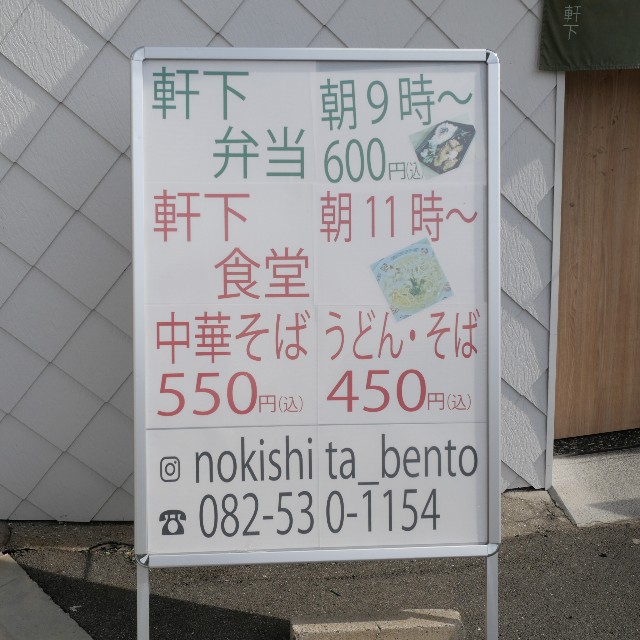 軒下
軒下 朝9時～
弁当 600円(込)
軒下 朝11時～
食堂
中華そば うどん・そば
550円(込) 450円(込)
nokishita_bento
082-530-1154